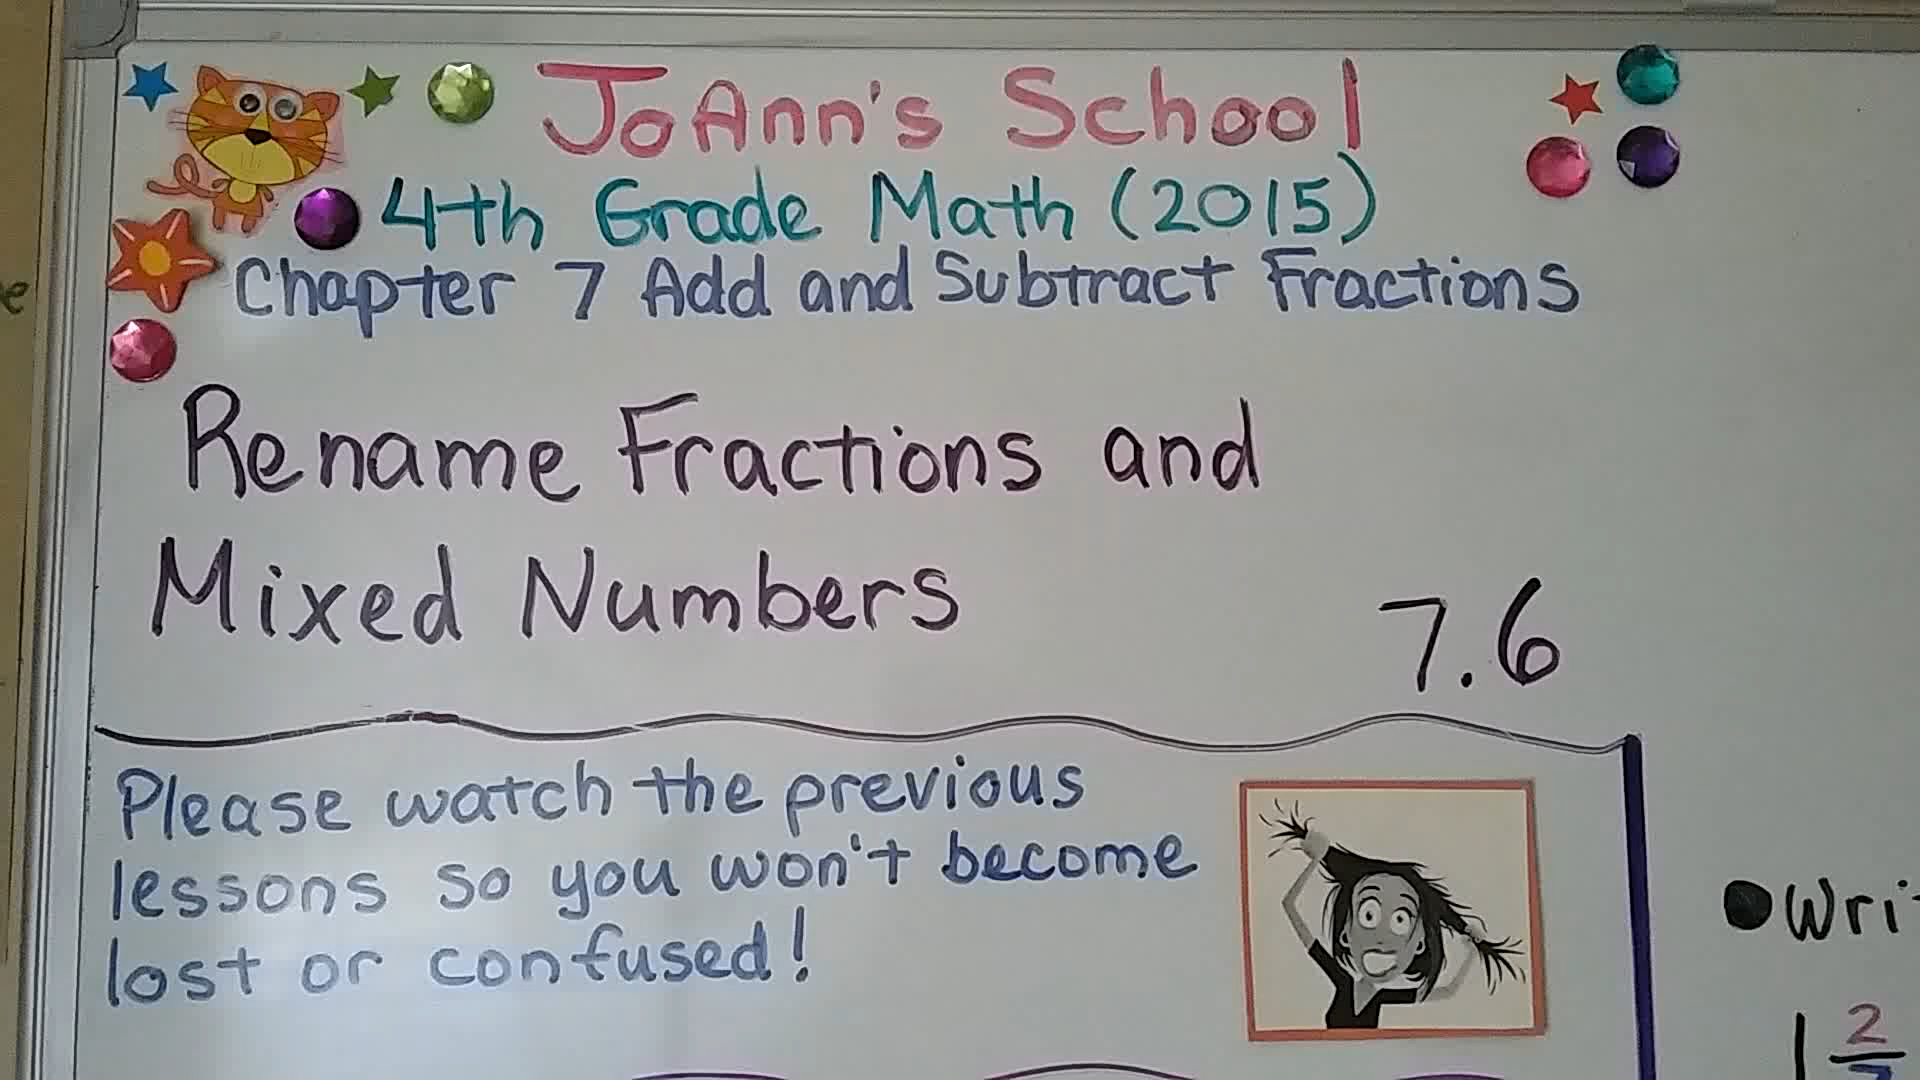 JoAnn's School
4th Grade Math (2015)
Chapter 7 Add and Subtract Fractions
Rename Fractions and
Mixed Numbers
7.6
Please watch the previous
lessons so you won't become
lost or confused!